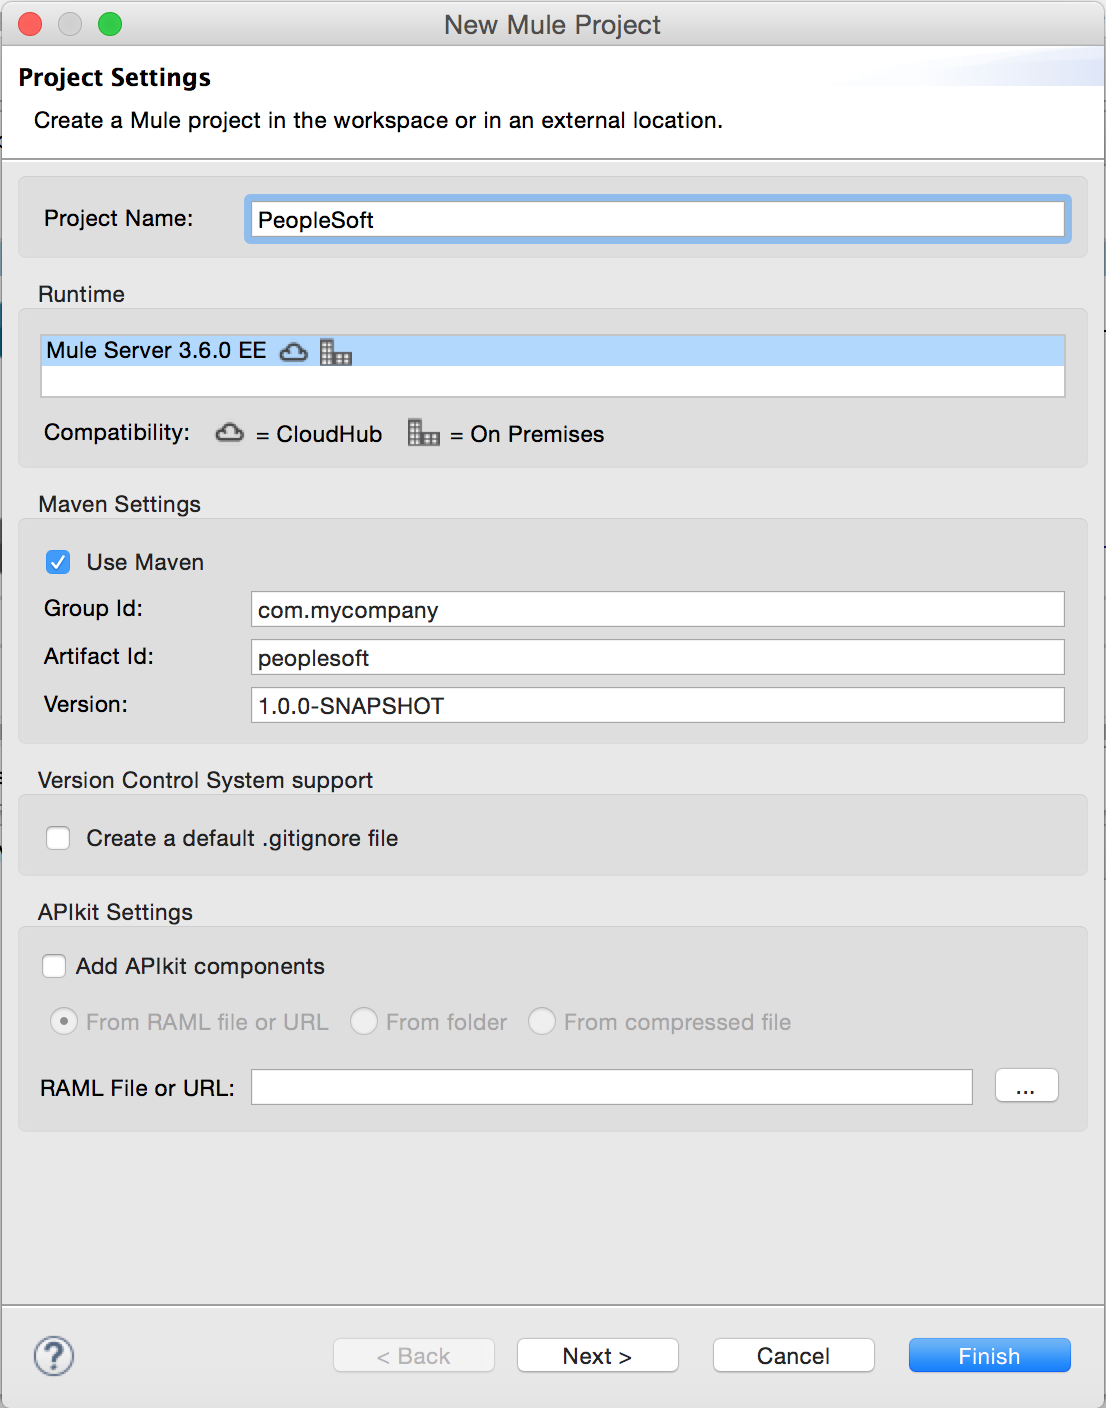 New Mule Project
Project Settings
Create a Mule project in the workspace or in an external location.
Project Name: PeopleSoft
Runtime
Mule Server 3.6.0 EE
Compatibility: = CloudHub = On Premises
Maven Settings
Use Maven
Group Id: com.mycompany
Artifact Id: peoplesoft
Version: 1.0.0-SNAPSHOT
Version Control System support
Create a default .gitignore file
APIkit Settings
Add APIkit components
From RAML file or URL From folder From compressed file
RAML File or URL: ...
? < Back Next > Cancel Finish